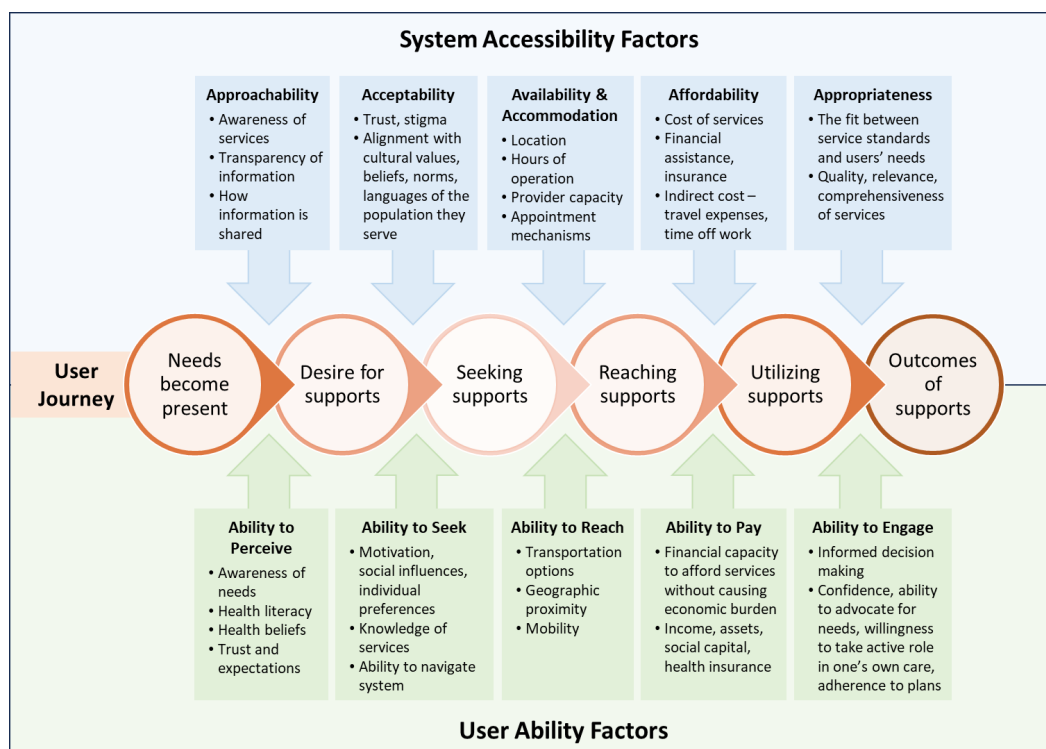 System Accessibility Factors
Approachability
• Awareness of
services
• Transparency of
information
• How
information is
shared
Acceptability
• Trust, stigma
• Alignment with
cultural values,
beliefs, norms,
languages of the
population they
serve
Availability &
Accommodation
• Location
• Hours of
operation
• Provider capacity
• Appointment
mechanisms
Affordability
• Cost of services
• Financial
assistance,
insurance
• Indirect cost –
travel expenses,
time off work
Appropriateness
• The fit between
service standards
and users' needs
• Quality, relevance,
comprehensiveness
of services
User
Journey
Needs
become
present
Desire for
supports
Seeking
supports
Reaching
supports
Utilizing
supports
Outcomes
of
supports
Ability to
Perceive
• Awareness of
needs
• Health literacy
• Health beliefs
• Trust and
expectations
Ability to Seek
• Motivation,
social influences,
individual
preferences
• Knowledge of
services
• Ability to navigate
system
Ability to Reach
• Transportation
options
• Geographic
proximity
• Mobility
Ability to Pay
• Financial capacity
to afford services
without causing
economic burden
• Income, assets,
social capital,
health insurance
Ability to Engage
• Informed decision
making
• Confidence, ability
to advocate for
needs, willingness
to take active role
in one's own care,
adherence to plans
User Ability Factors